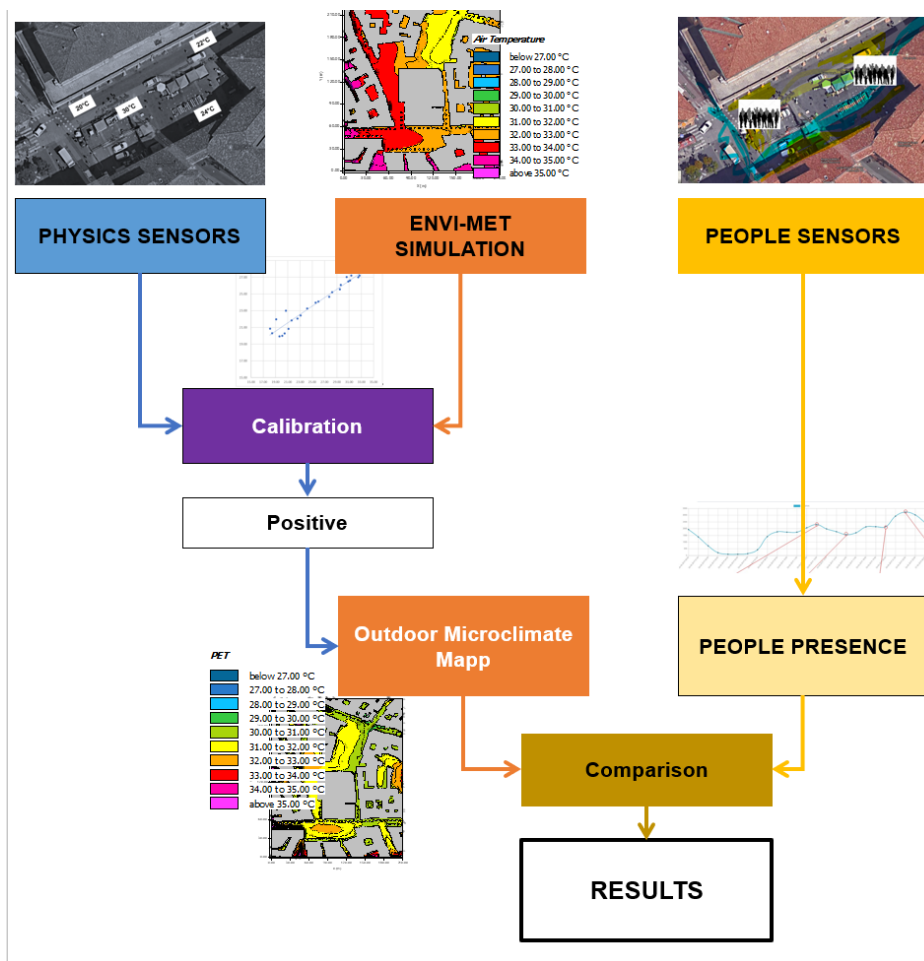 22°C
20°C
30°C
24°C
Air Temperature
below 27.00 °C
27.00 to 28.00 °C
28.00 to 29.00 °C
29.00 to 30.00 °C
30.00 to 31.00 °C
31.00 to 32.00 °C
32.00 to 33.00 °C
33.00 to 34.00 °C
34.00 to 35.00 °C
above 35.00 °C
PHYSICS SENSORS
ENVI-MET
SIMULATION
PEOPLE SENSORS
Calibration
Positive
Outdoor Microclimate
Mapp
PEOPLE PRESENCE
PET
below 27.00 °C
27.00 to 28.00 °C
28.00 to 29.00 °C
29.00 to 30.00 °C
30.00 to 31.00 °C
31.00 to 32.00 °C
32.00 to 33.00 °C
33.00 to 34.00 °C
34.00 to 35.00 °C
above 35.00 °C
Comparison
RESULTS